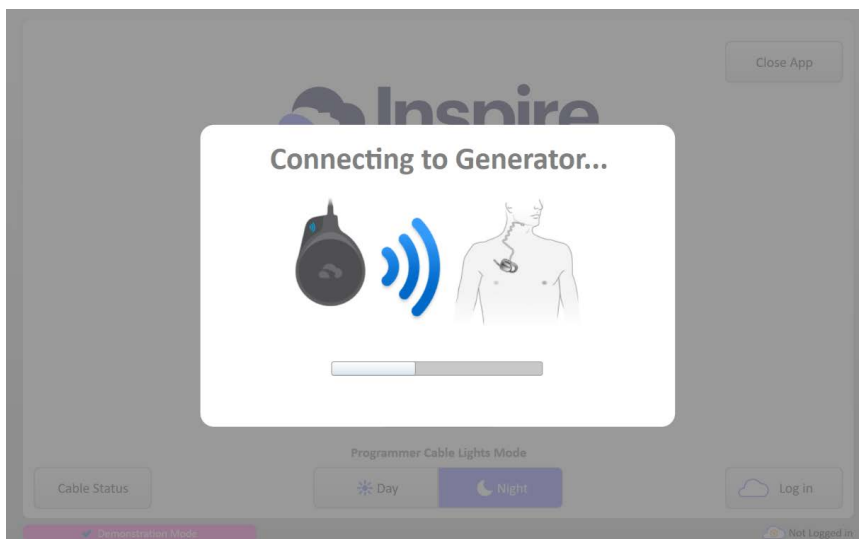 Close App
Inspire
Connecting to Generator...
Programmer Cable Lights Mode
Cable Status
Day
Night
Log in
Demonstration Mode
Not Logged in